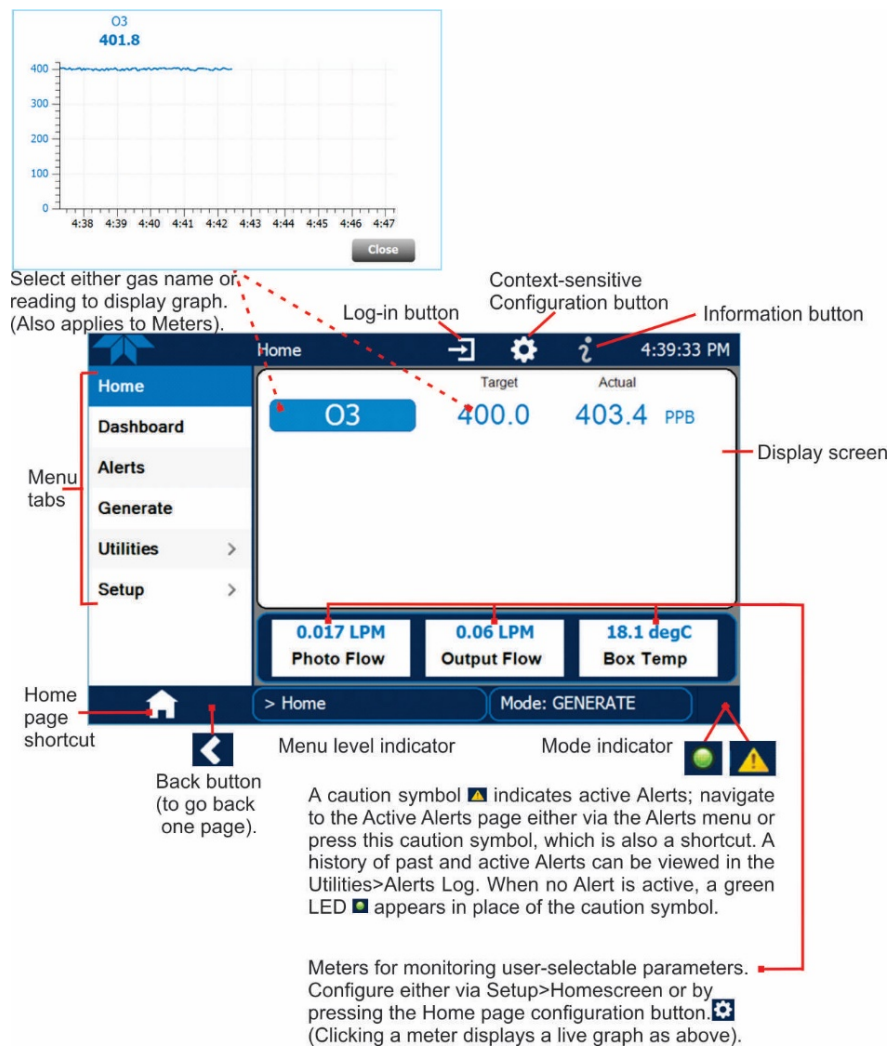 O3
401.8
400
300
200
100
0
4:38 4:39 4:40 4:41 4:42 4:43 4:44 4:45 4:46 4:47
Close
Select either gas name or
reading to display graph.
(Also applies to Meters).
Log-in button
Context-sensitive
Configuration button
Information button
Home
4:39:33 PM
Menu
tabs
Home
Dashboard
Alerts
Generate
Utilities >
Setup >
Target Actual
O3 400.0 403.4 PPB
Display screen
0.017 LPM
Photo Flow
0.06 LPM
Output Flow
18.1 degC
Box Temp
Home
page
shortcut
> Home
Mode: GENERATE
Back button
(to go back
one page).
Menu level indicator
Mode indicator
A caution symbol indicates active Alerts; navigate
to the Active Alerts page either via the Alerts menu or
press this caution symbol, which is also a shortcut. A
history of past and active Alerts can be viewed in the
Utilities>Alerts Log. When no Alert is active, a green
LED appears in place of the caution symbol.
Meters for monitoring user-selectable parameters.
Configure either via Setup>Homescreen or by
pressing the Home page configuration button.
(Clicking a meter displays a live graph as above).